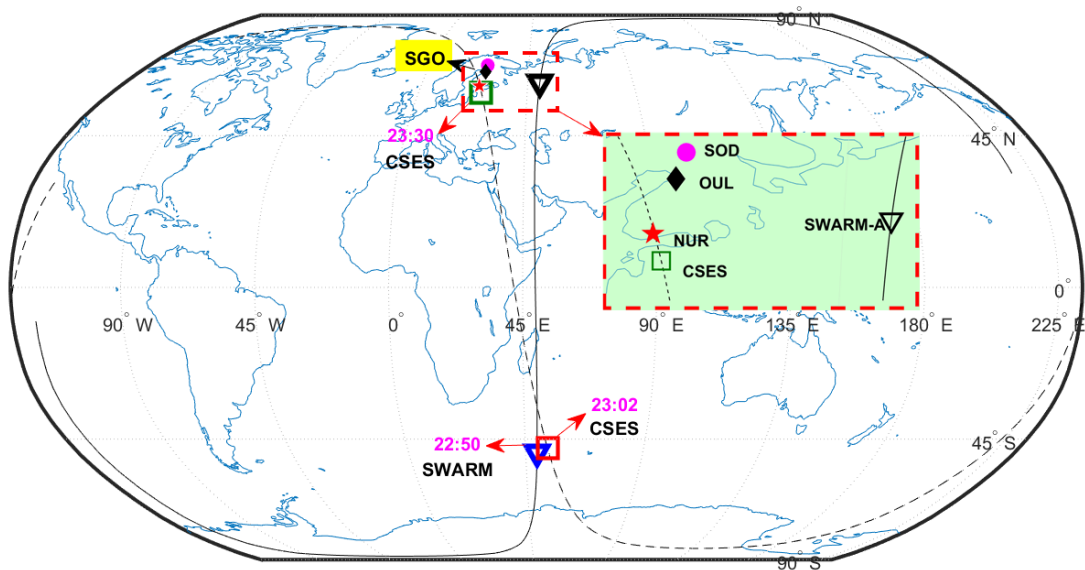 90° N
SGO
23:30
CSES
45° N
SOD
OUL
SWARM-A
NUR
CSES
0°
90° W
45° W
0°
45° E
90° E
135° E
180° E
225° E
23:02
CSES
22:50
SWARM
45° S
90° S